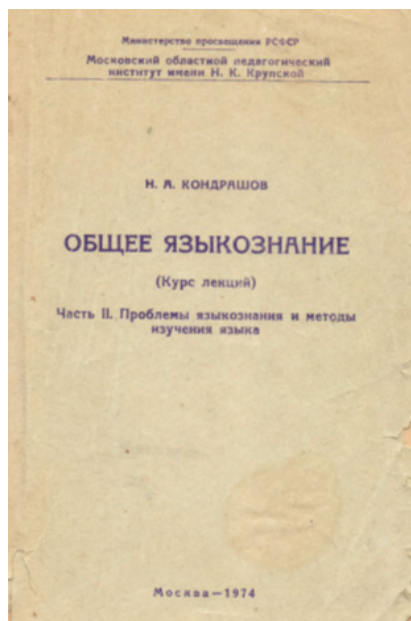 Министерство просвещения РСФСР
Московский областной педагогический
институт имени Н. К. Крупской
Н. А. КОНДРАШОВ
ОБЩЕЕ ЯЗЫКОЗНАНИЕ
(Курс лекций)
Часть II. Проблемы языкознания и методы
изучения языка
Москва—1974